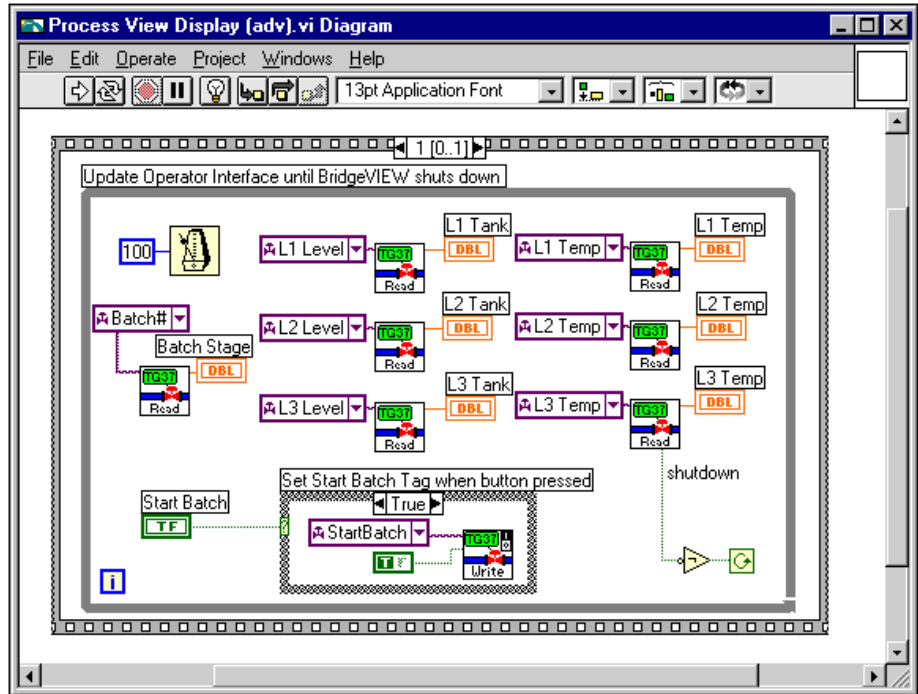 Process View Display (adv).vi Diagram
File Edit Operate Project Windows Help
13pt Application Font
1 [0..1]
Update Operator Interface until BridgeVIEW shuts down
100
L1 Level
TG37
Read
L1 Tank
DBL
L1 Temp
TG37
Read
L1 Temp
DBL
Batch#
TG37
Read
Batch Stage
DBL
L2 Level
TG37
Read
L2 Tank
DBL
L2 Temp
TG37
Read
L2 Temp
DBL
L3 Level
TG37
Read
L3 Tank
DBL
L3 Temp
TG37
Read
L3 Temp
DBL
shutdown
Set Start Batch Tag when button pressed
True
Start Batch
TF
?
StartBatch
TG37
Write
T F
i